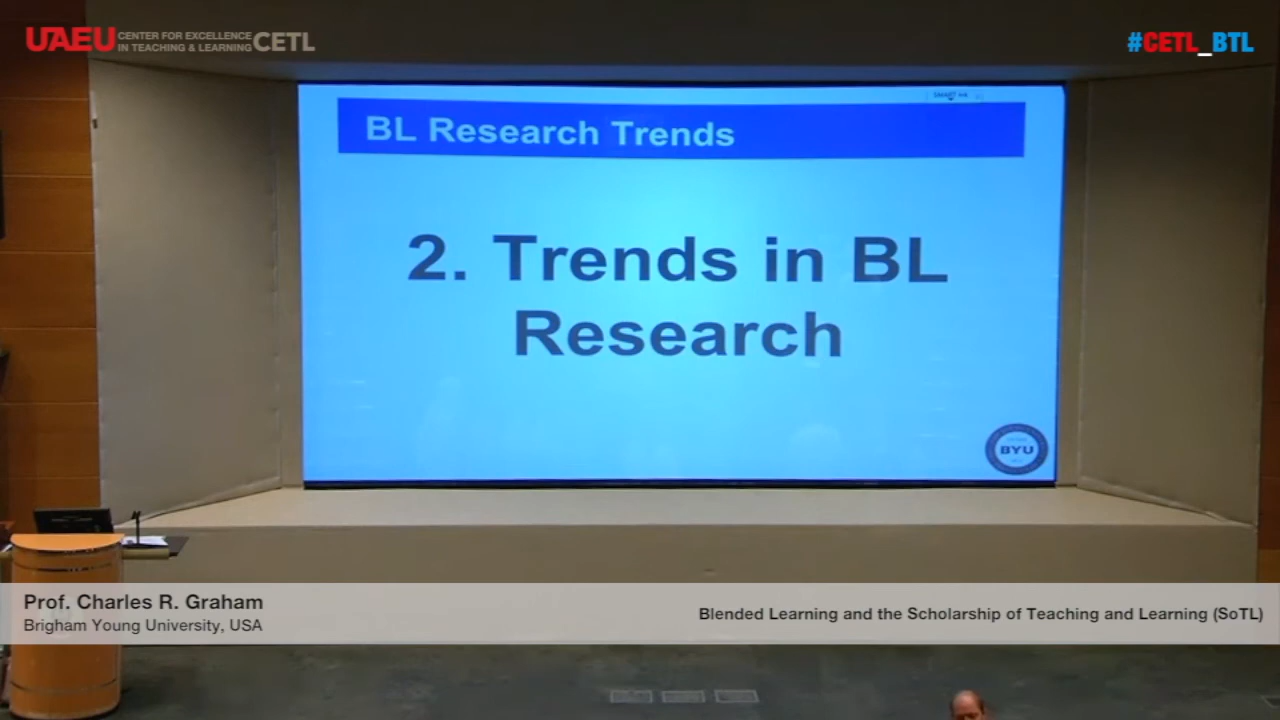 UAEU CENTER FOR EXCELLENCE
IN TEACHING & LEARNING CETL
#CETL_BTL
BL Research Trends
2. Trends in BL
Research
BYU
Prof. Charles R. Graham
Brigham Young University, USA
Blended Learning and the Scholarship of Teaching and Learning (SoTL)